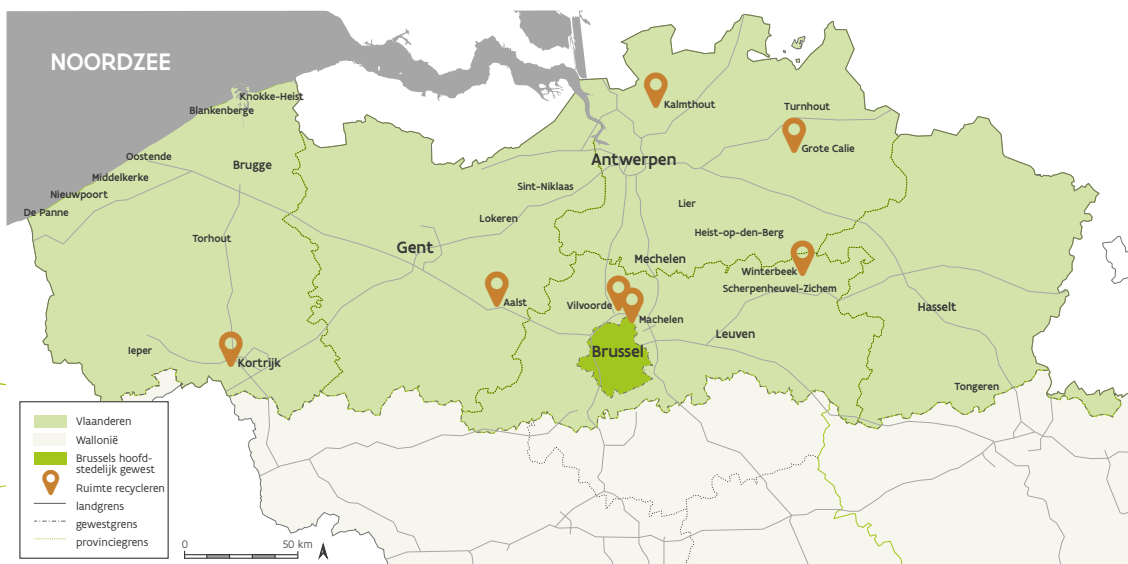 NOORDZEE
Knokke-Heist
Blankenberge
Kalmthout
Turnhout
Grote Calie
Oostende
Brugge
Antwerpen
Middelkerke
Nieuwpoort
Sint-Niklaas
De Panne
Lokeren
Lier
Torhout
Heist-op-den-Berg
Gent
Mechelen
Winterbeek
Scherpenheuvel-Zichem
Aalst
Vilvoorde
Machelen
Hasselt
Leuven
Ieper
Brussel
Kortrijk
Tongeren
Vlaanderen
Wallonië
Brussels hoofd-
stedelijk gewest
Ruimte recycleren
landgrens
gewestgrens
provinciegrens
0 50 km